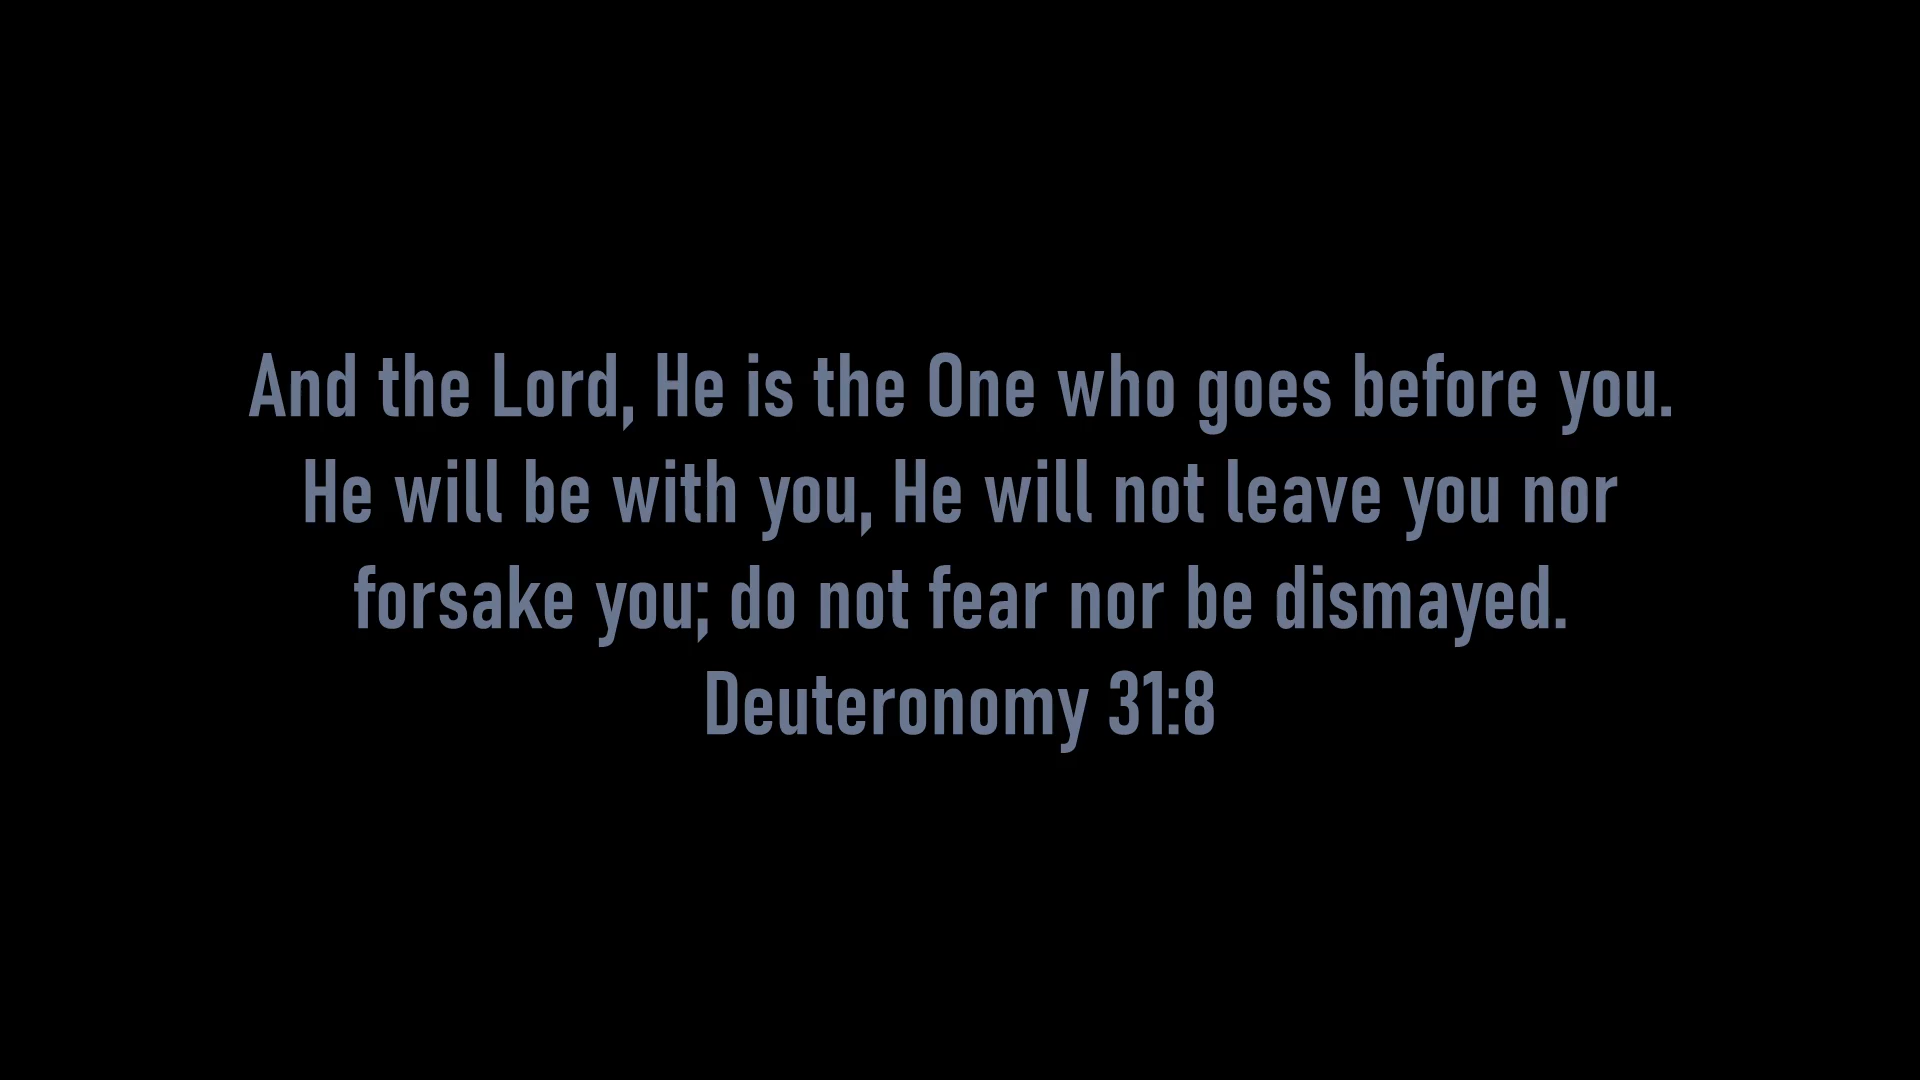 And the Lord, He is the One who goes before you.
He will be with you, He will not leave you nor
forsake you; do not fear nor be dismayed.
Deuteronomy 31:8